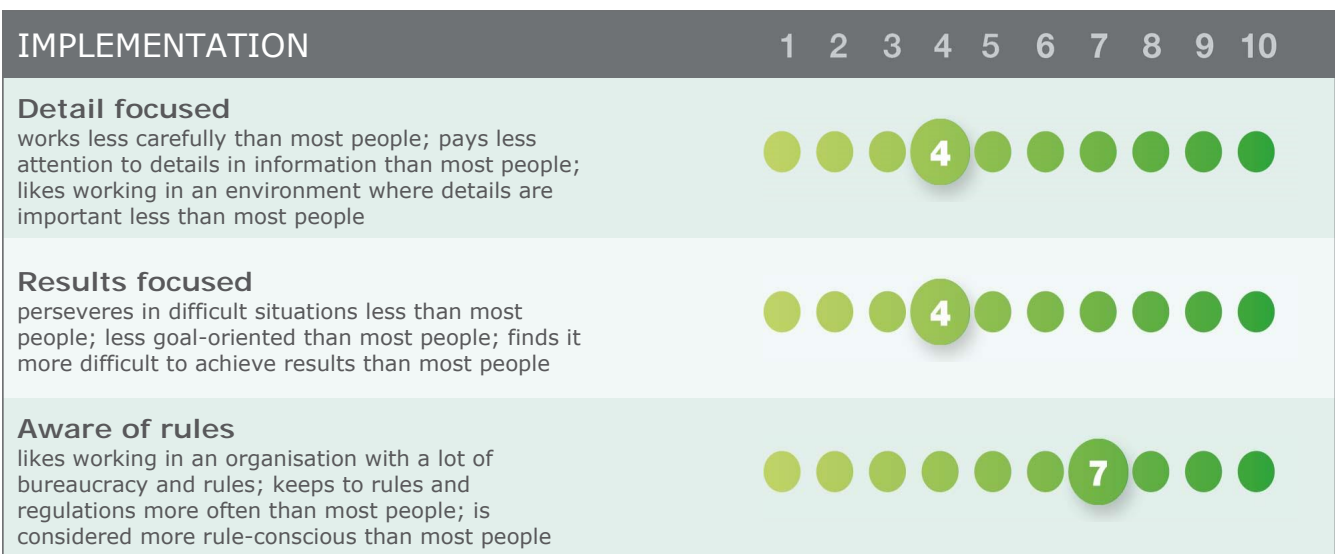 IMPLEMENTATION 1 2 3 4 5 6 7 8 9 10
Detail focused
works less carefully than most people; pays less
attention to details in information than most people;
likes working in an environment where details are
important less than most people
4
Results focused
perseveres in difficult situations less than most
people; less goal-oriented than most people; finds it
more difficult to achieve results than most people
4
Aware of rules
likes working in an organisation with a lot of
bureaucracy and rules; keeps to rules and
regulations more often than most people; is
considered more rule-conscious than most people
7